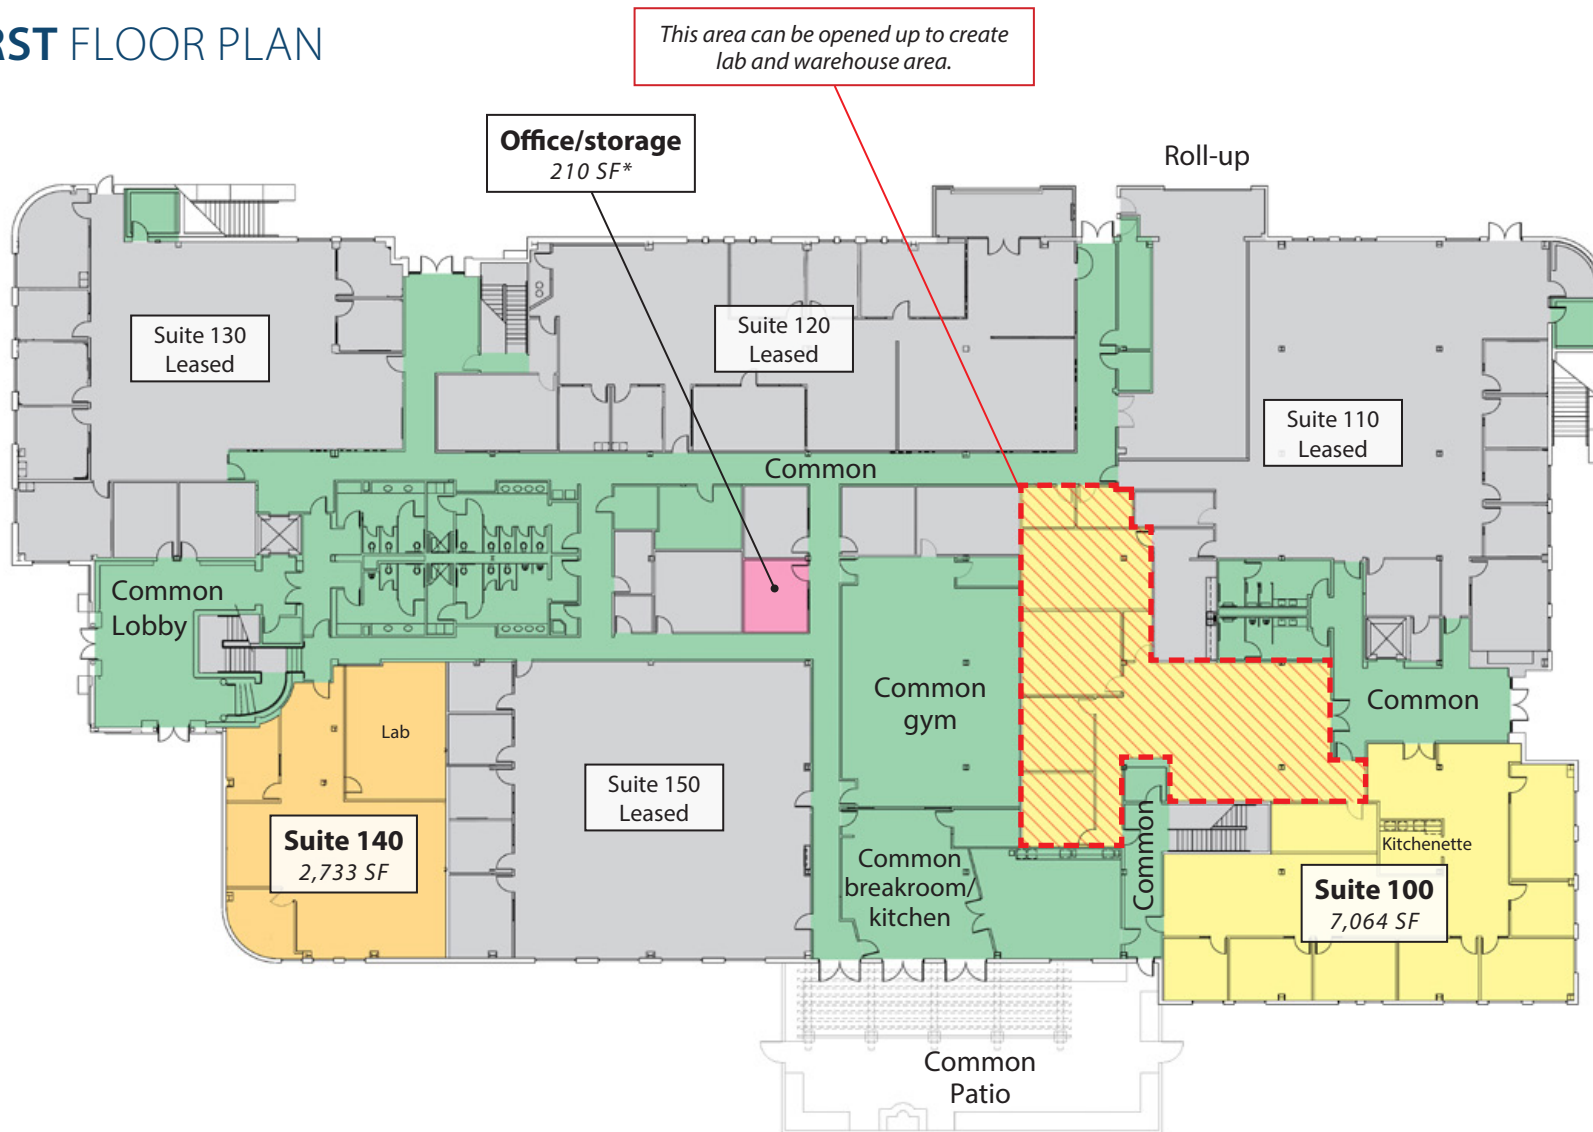 RST FLOOR PLAN
This area can be opened up to create
lab and warehouse area.
Office/storage
210 SF*
Roll-up
Suite 130
Leased
Suite 120
Leased
Suite 110
Leased
Common
Common
Lobby
Common
gym
Common
Lab
Suite 150
Leased
Suite 140
2,733 SF
Common
breakroom/
kitchen
Common
Kitchenette
Suite 100
7,064 SF
Common
Patio